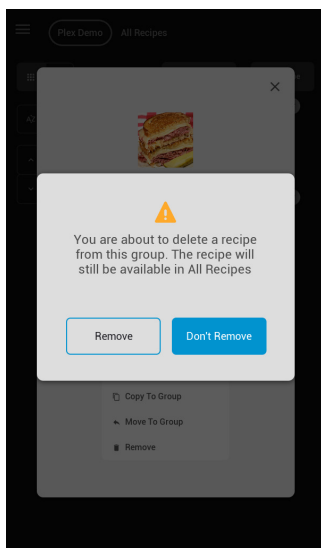 Plex Demo All Recipes
You are about to delete a recipe
from this group. The recipe will
still be available in All Recipes
Remove Don't Remove
Copy To Group
Move To Group
Remove